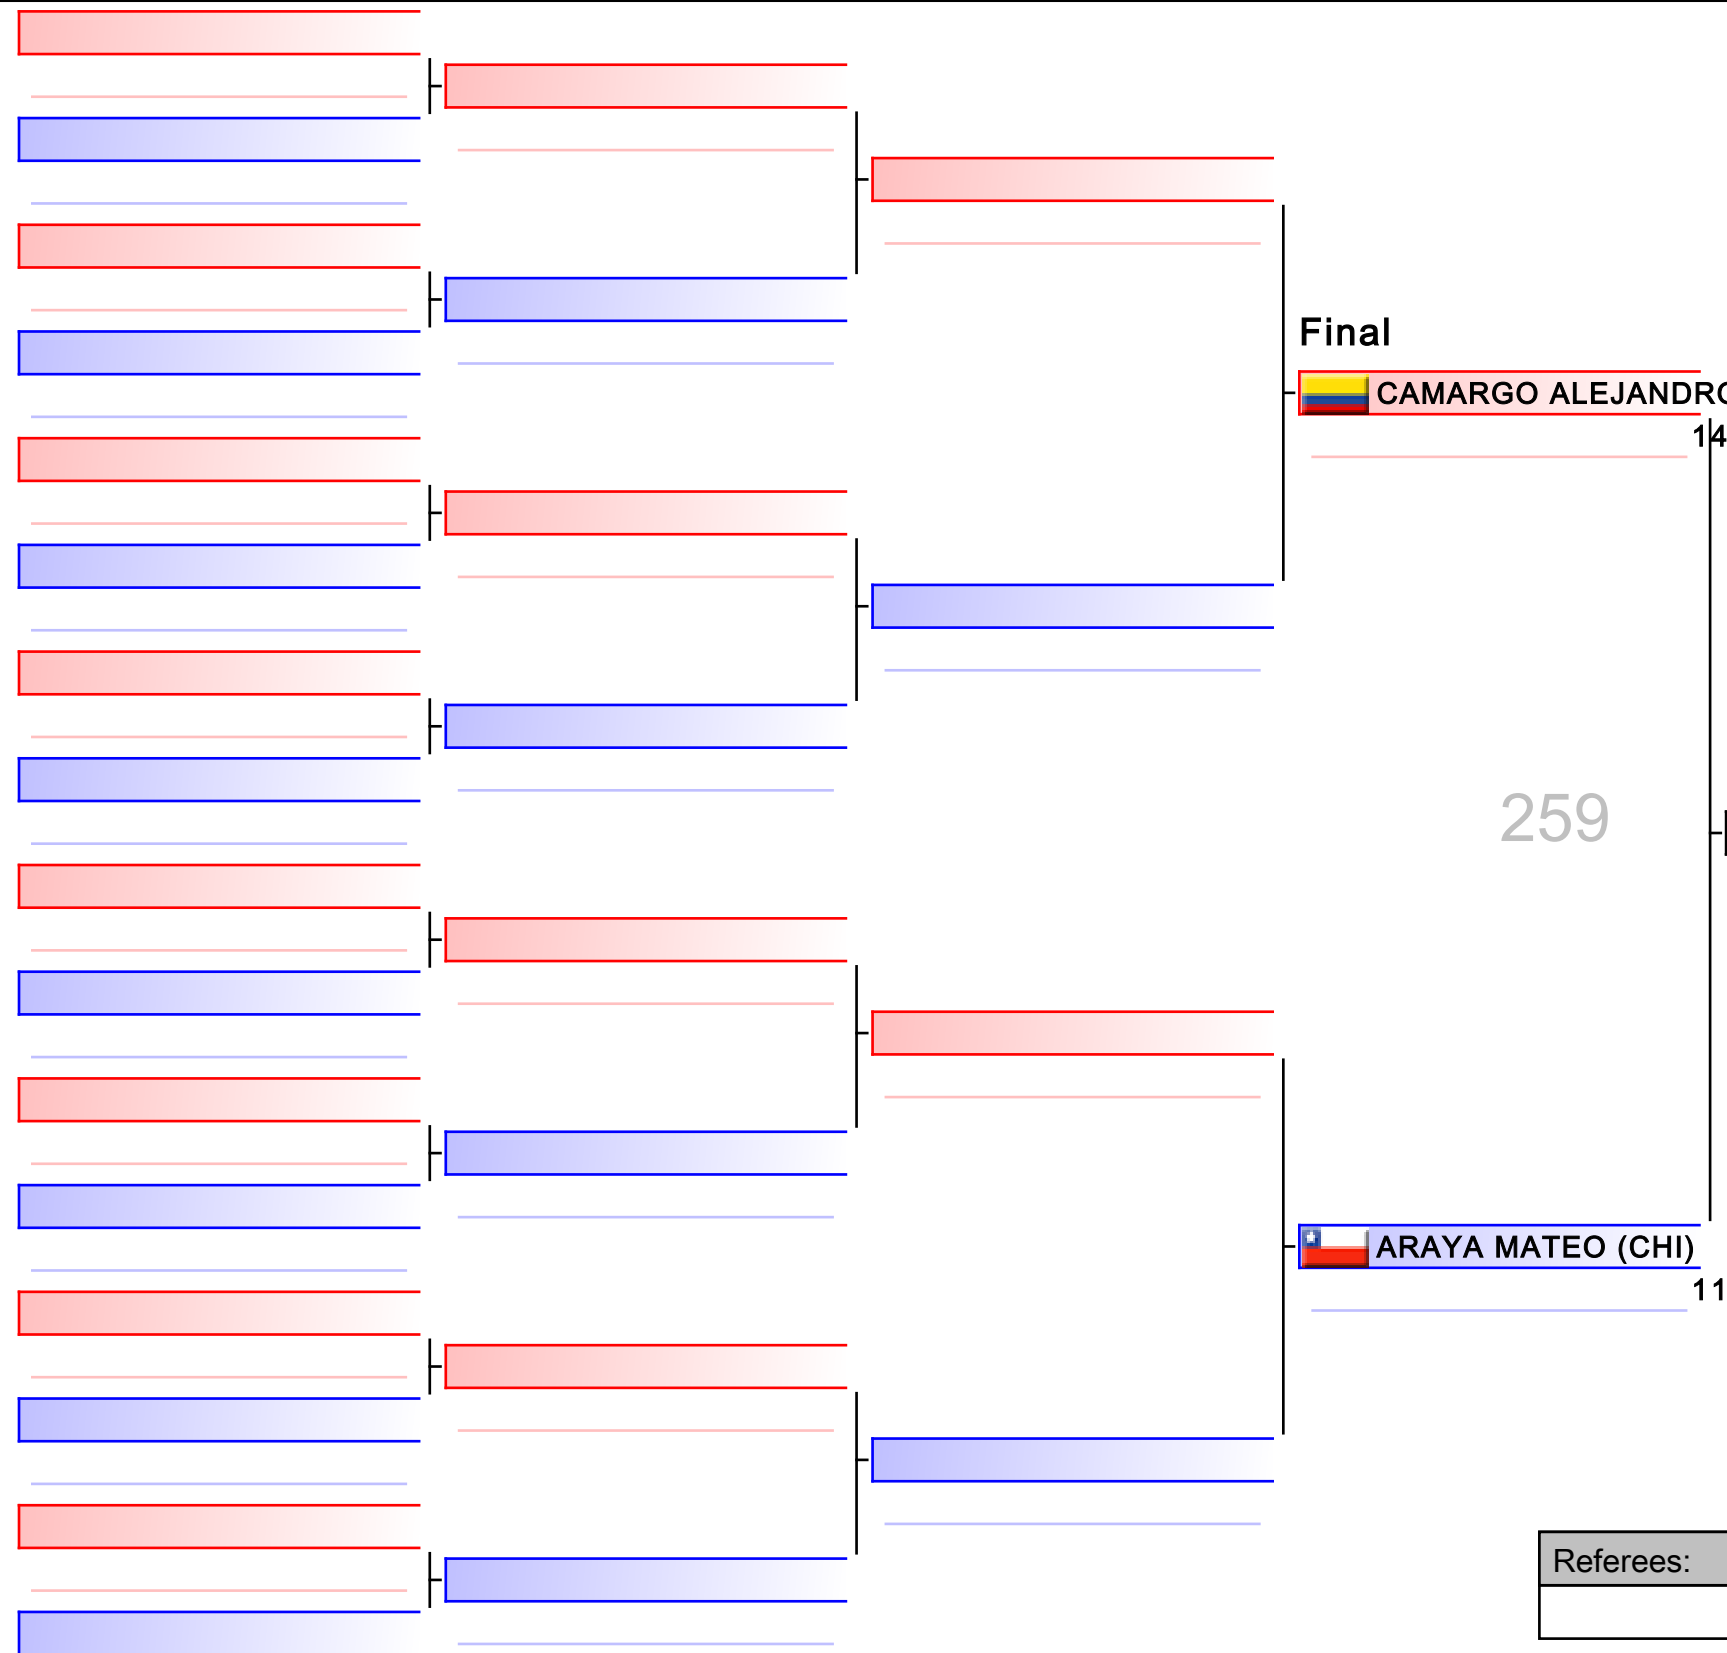 Final
CAMARGO ALEJANDRO
14
259
ARAYA MATEO (CHI)
11
Referees: